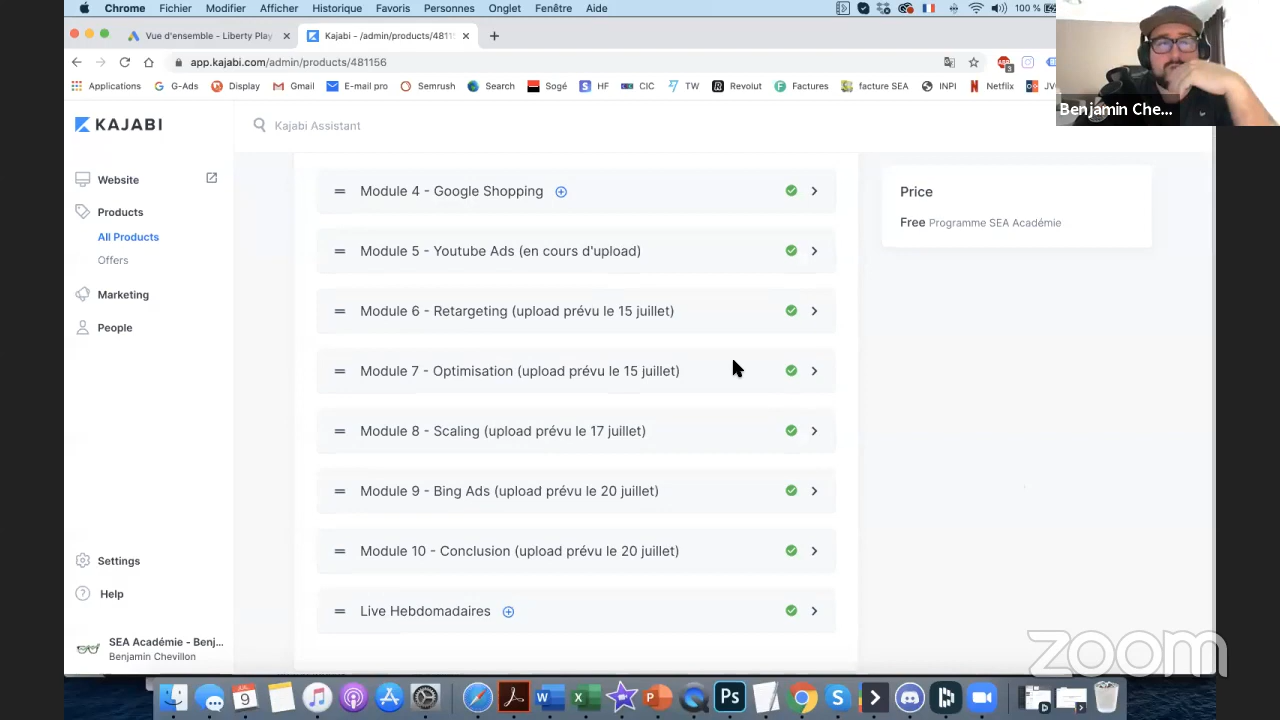 Chrome Fichier Modifier Afficher Historique Favoris Personnes Onglet Fenêtre Aide 100 %
Vue d'ensemble - Liberty Play
Kajabi - /admin/products/4811
app.kajabi.com/admin/products/481156
Applications G-Ads Display Gmail E-mail pro Semrush Search Sogé HF CIC TW Revolut Factures facture SEA INPI Netflix JV
Benjamin Che...
KAJABI
Kajabi Assistant
Website
Products
All Products
Offers
Marketing
People
Settings
Help
SEA Académie - Benj...
Benjamin Chevillon
Module 4 - Google Shopping
Module 5 - Youtube Ads (en cours d'upload)
Module 6 - Retargeting (upload prévu le 15 juillet)
Module 7 - Optimisation (upload prévu le 15 juillet)
Module 8 - Scaling (upload prévu le 17 juillet)
Module 9 - Bing Ads (upload prévu le 20 juillet)
Module 10 - Conclusion (upload prévu le 20 juillet)
Live Hebdomadaires
Price
Free Programme SEA Académie
zoom
9
Ps